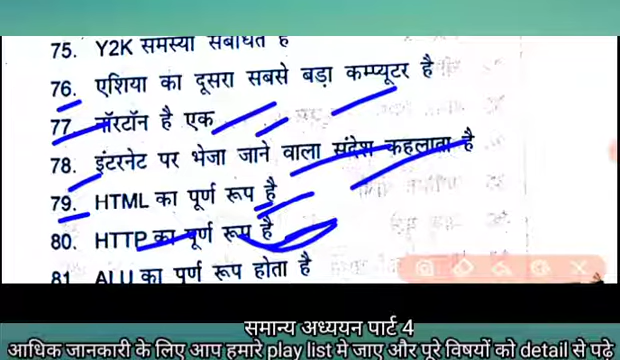 75. Y2K समस्या संबंधित है
76. एशिया का दूसरा सबसे बड़ा कम्प्यूटर है
77. नॉरटॉन है एक
78. इंटरनेट पर भेजा जाने वाला संदेश कहलाता है
79. HTML का पूर्ण रूप है
80. HTTP का पूर्ण रूप है
81. ALU का पूर्ण रूप होता है
समान्य अध्ययन पार्ट 4
आधिक जानकारी के लिए आप हमारे play list मे जाए और पूरे विषयों को detail से पढ़े